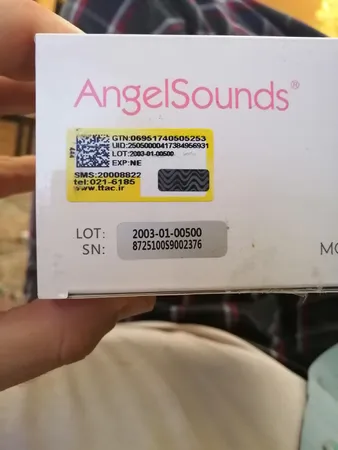 AngelSounds®
GTN:06951740505253
UID:25050000417384956931
LOT:2003-01-00500
EXP:NE
SMS:20008822
tel:021-6185
www.ttac.ir
LOT: 2003-01-00500
SN: 8725100S9002376